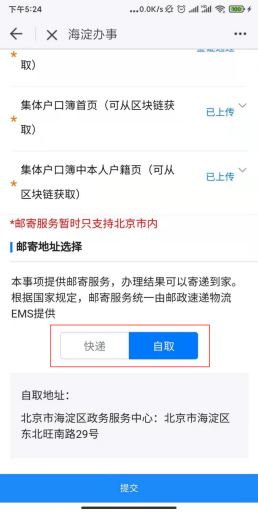 下午5:24
...0.0K/s
海淀办事
*
取）
集体户口簿首页（可从区块链获
*
取）
已上传
集体户口簿中本人户籍页（可从
*
区块链获取）
已上传
*邮寄服务暂时只支持北京市内
邮寄地址选择
本事项提供邮寄服务，办理结果可以寄递到家。
根据国家规定，邮寄服务统一由邮政速递物流
EMS提供
快递
自取
自取地址：
北京市海淀区政务服务中心：北京市海淀区
东北旺南路29号
提交